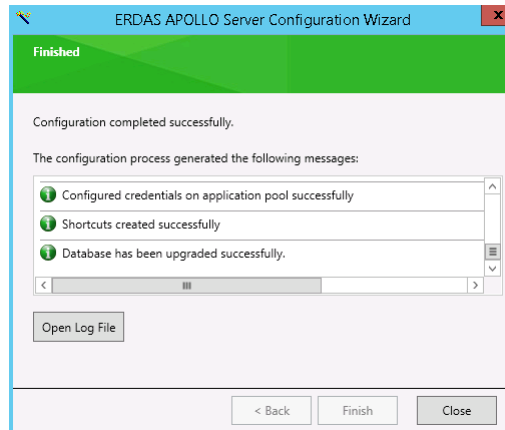 ERDAS APOLLO Server Configuration Wizard
x
Finished
Configuration completed successfully.
The configuration process generated the following messages:
Configured credentials on application pool successfully
Shortcuts created successfully
Database has been upgraded successfully.
Open Log File
< Back Finish Close